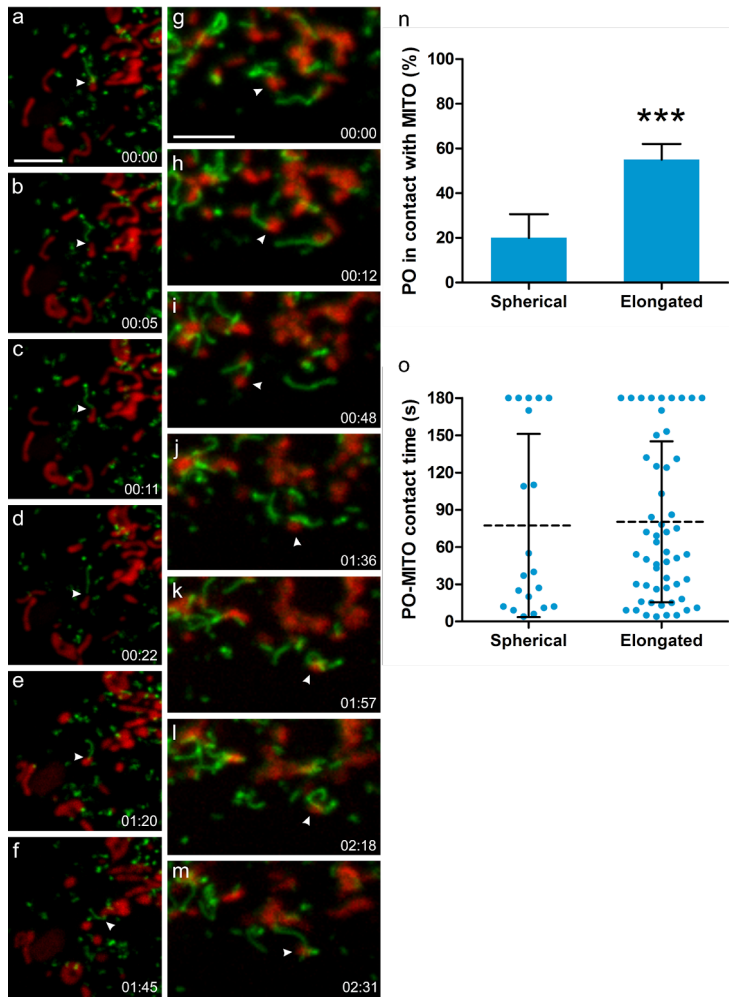 a
00:00
b
00:05
c
00:11
d
00:22
e
01:20
f
01:45
g
00:00
h
00:12
i
00:48
j
01:36
k
01:57
l
02:18
m
02:31
n
PO in contact with MITO (%)
100
80
60
40
20
0
***
Spherical Elongated
o
PO-MITO contact time (s)
180
150
120
90
60
30
0
Spherical Elongated